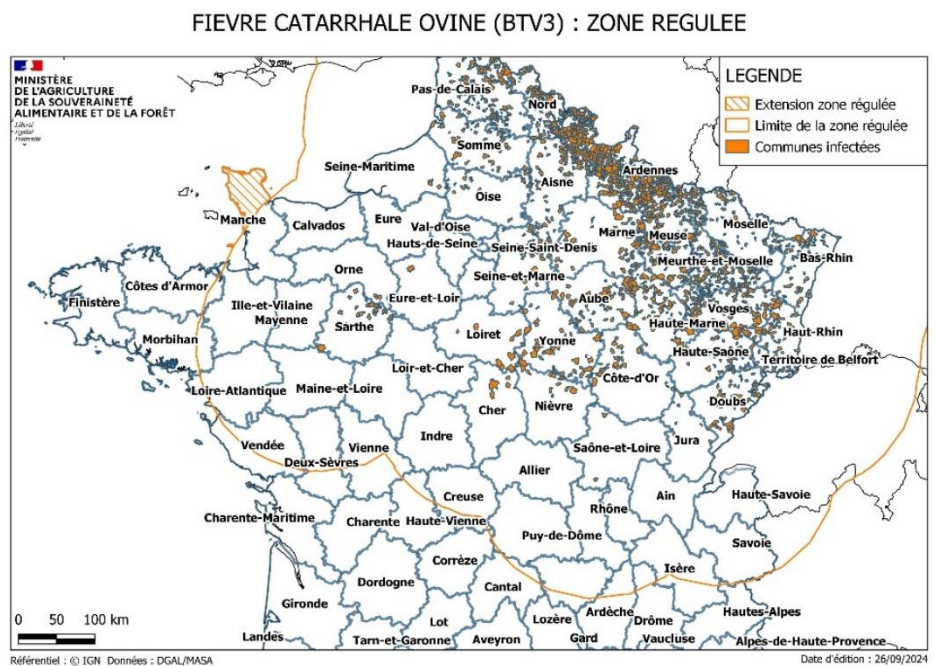 FIEVRE CATARRHALE OVINE (BTV3) : ZONE REGULEE
MINISTÈRE
DE L'AGRICULTURE
DE LA SOUVERAINETÉ
ALIMENTAIRE ET DE LA FORÊT
Liberté
Égalité
Fraternité
LEGENDE
Extension zone régulée
Limite de la zone régulée
Communes infectées
Pas-de-Calais
Nord
Somme
Seine-Maritime
Aisne
Ardennes
Oise
Manche
Calvados
Eure
Val-d'Oise
Marne
Meuse
Moselle
Hauts-de-Seine
Seine-Saint-Denis
Meurthe-et-Moselle
Bas-Rhin
Orne
Seine-et-Marne
Côtes d'Armor
Finistère
Ille-et-Vilaine
Eure-et-Loir
Aube
Vosges
Mayenne
Sarthe
Haute-Marne
Morbihan
Loiret
Yonne
Haut-Rhin
Haute-Saône
Territoire de Belfort
Loir-et-Cher
Côte-d'Or
Loire-Atlantique
Maine-et-Loire
Doubs
Cher
Nièvre
Indre
Vendée
Vienne
Saône-et-Loire
Jura
Deux-Sèvres
Allier
Creuse
Ain
Haute-Savoie
Rhône
Charente-Maritime
Charente
Haute-Vienne
Puy-de-Dôme
Savoie
Corrèze
Isère
Dordogne
Cantal
Gironde
Ardèche
Hautes-Alpes
Lot
Lozère
Drôme
Landes
Tarn-et-Garonne
Aveyron
Gard
Vaucluse
Alpes-de-Haute-Provence
0 50 100 km
Référentiel : © IGN Données : DGAL/MASA
Date d'édition : 26/09/2024